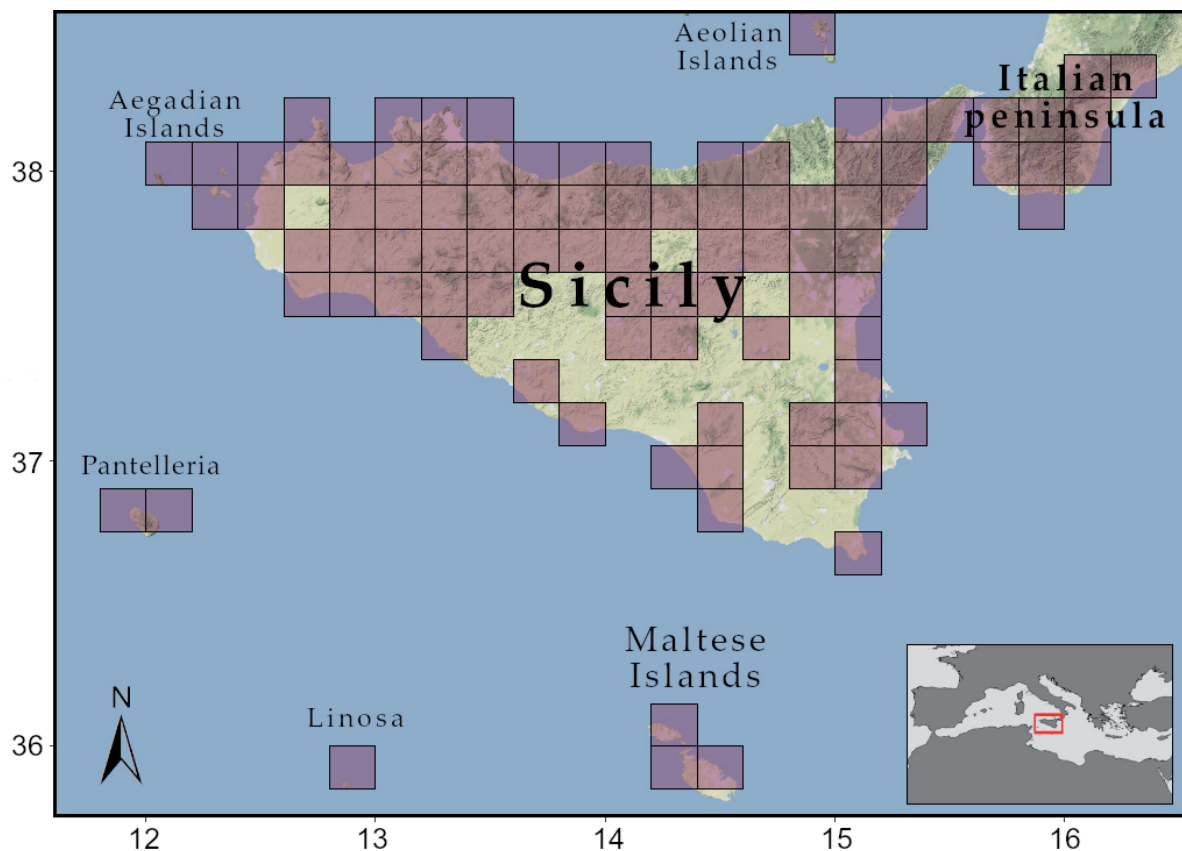 Aeolian
Islands
Italian
peninsula
Aegadian
Islands
38
Sicily
37
Pantelleria
Maltese
Islands
N
Linosa
36
12
13
14
15
16